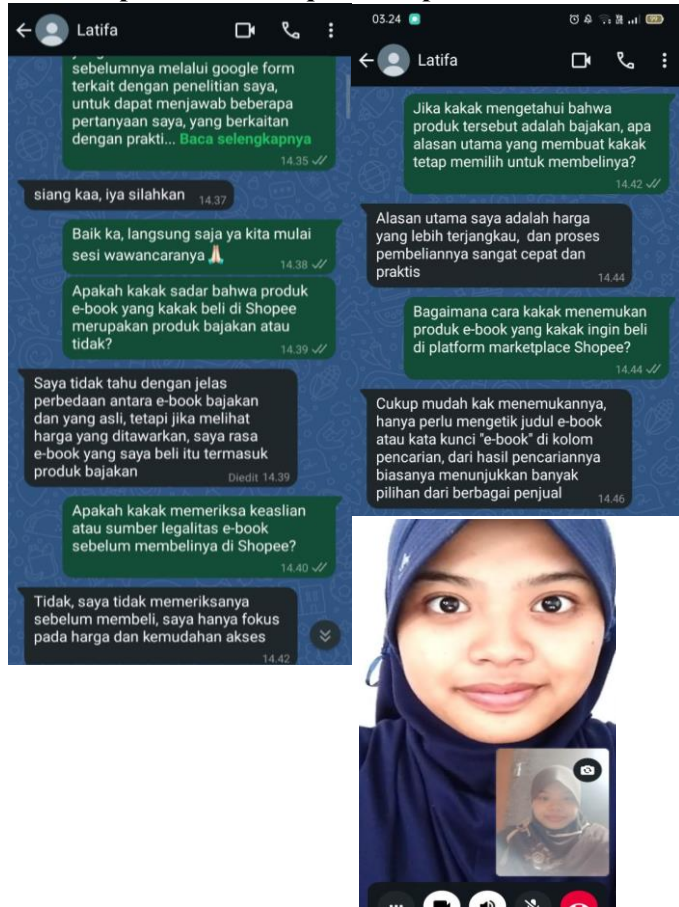 Latifa
sebelumnya melalui google form
terkait dengan penelitian saya,
untuk dapat menjawab beberapa
pertanyaan saya, yang berkaitan
dengan prakti... Baca selengkapnya
14.35
siang kaa, iya silahkan 14.37
Baik ka, langsung saja ya kita mulai
sesi wawancaranya 🙏🏻
14.38
Apakah kakak sadar bahwa produk
e-book yang kakak beli di Shopee
merupakan produk bajakan atau
tidak?
14.39
Saya tidak tahu dengan jelas
perbedaan antara e-book bajakan
dan yang asli, tetapi jika melihat
harga yang ditawarkan, saya rasa
e-book yang saya beli itu termasuk
produk bajakan
Diedit 14.39
Apakah kakak memeriksa keaslian
atau sumber legalitas e-book
sebelum membelinya di Shopee?
14.40
Tidak, saya tidak memeriksanya
sebelum membeli, saya hanya fokus
pada harga dan kemudahan akses
14.42
03.24
Latifa
Jika kakak mengetahui bahwa
produk tersebut adalah bajakan, apa
alasan utama yang membuat kakak
tetap memilih untuk membelinya?
14.42
Alasan utama saya adalah harga
yang lebih terjangkau, dan proses
pembeliannya sangat cepat dan
praktis
14.44
Bagaimana cara kakak menemukan
produk e-book yang kakak ingin beli
di platform marketplace Shopee?
14.44
Cukup mudah kak menemukannya,
hanya perlu mengetik judul e-book
atau kata kunci "e-book" di kolom
pencarian, dari hasil pencariannya
biasanya menunjukkan banyak
pilihan dari berbagai penjual
14.46